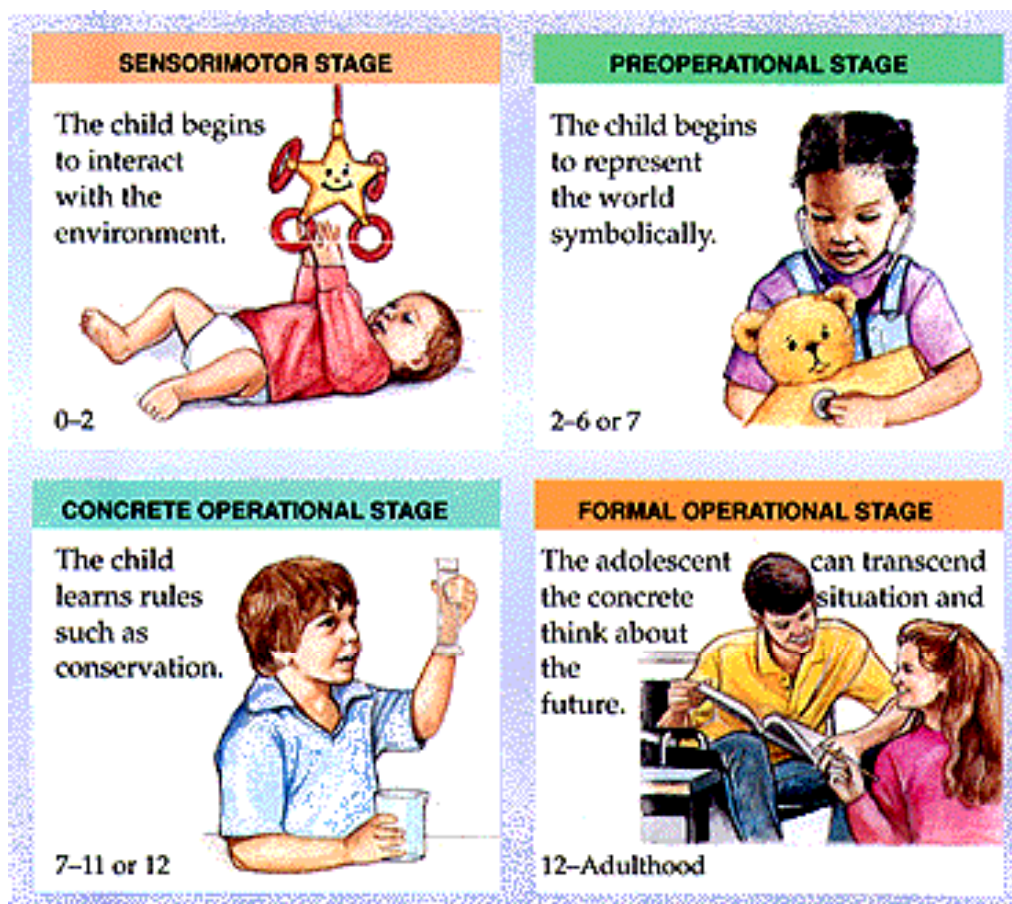 SENSORIMOTOR STAGE
The child begins
to interact
with the
environment.
0–2
PREOPERATIONAL STAGE
The child begins
to represent
the world
symbolically.
2–6 or 7
CONCRETE OPERATIONAL STAGE
The child
learns rules
such as
conservation.
7–11 or 12
FORMAL OPERATIONAL STAGE
The adolescent can transcend
the concrete situation and
think about
the
future.
12–Adulthood